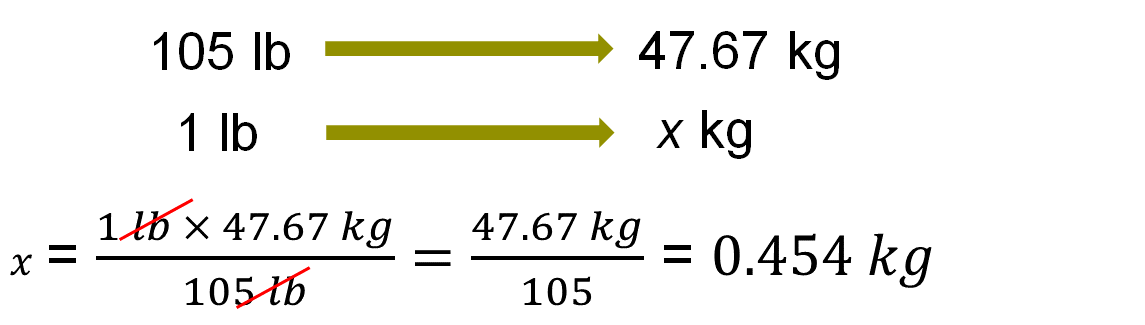 105 lb 47.67 kg
1 lb x kg
x = 1 lb × 47.67 kg / 105 lb = 47.67 kg / 105 = 0.454 kg